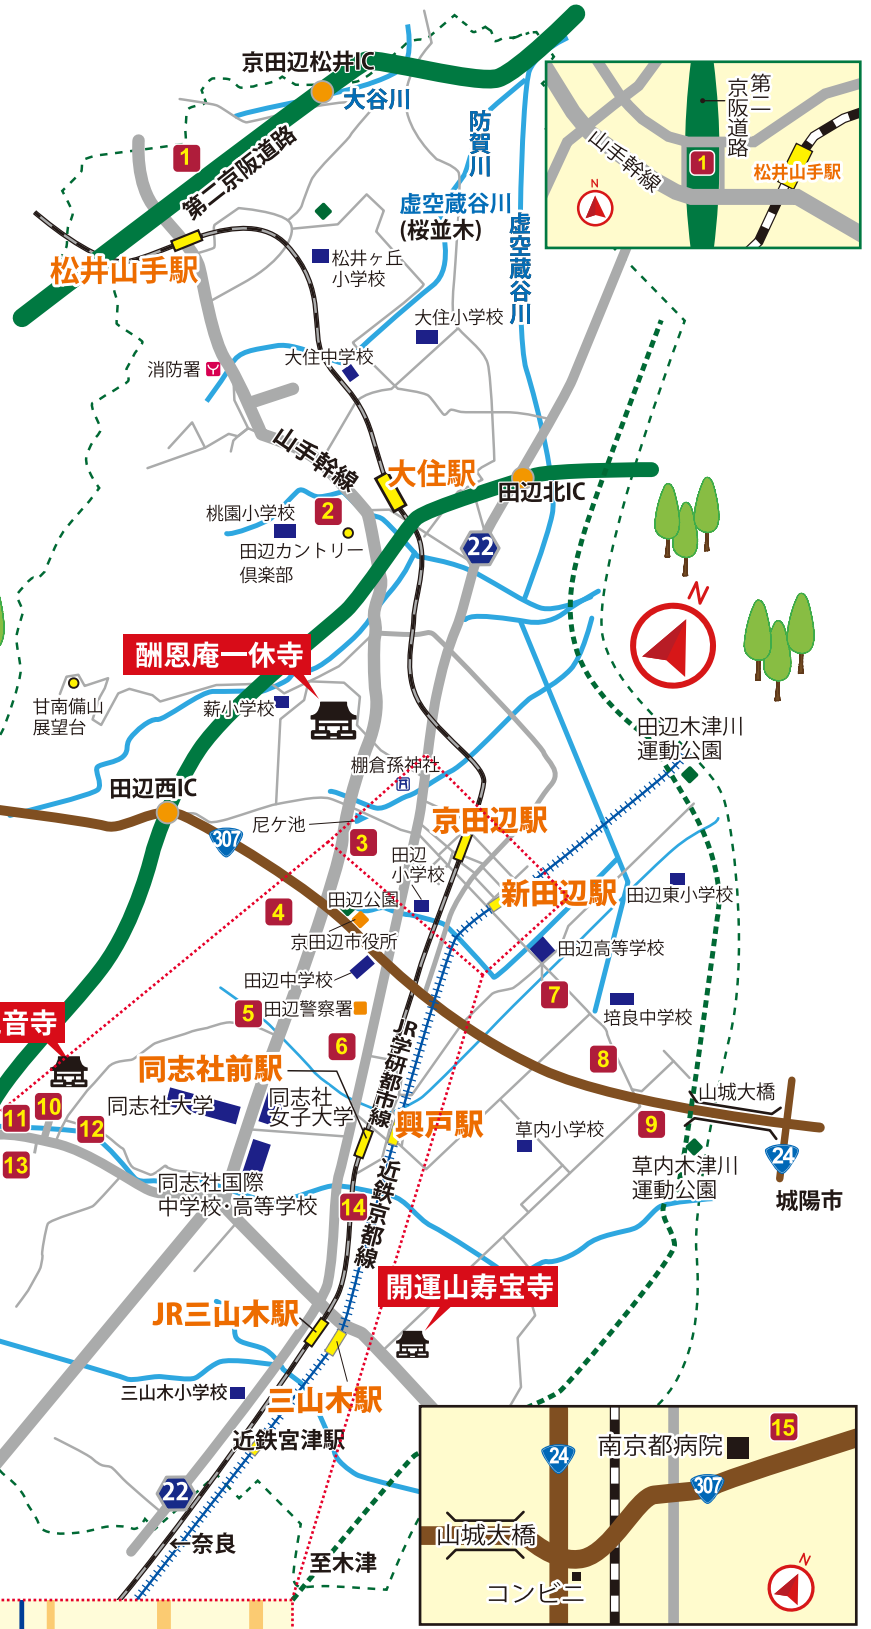 京田辺松井IC
大谷川
防賀川
第二京阪道路
1
第二
京阪道路
山手幹線
1
松井山手駅
N
虚空蔵谷川
(桜並木)
虚空蔵谷川
松井山手駅
松井ヶ丘
小学校
大住小学校
大住中学校
消防署
山手幹線
大住駅
田辺北IC
桃園小学校
2
田辺カントリー
倶楽部
22
N
酬恩庵一休寺
甘南備山
展望台
薪小学校
田辺木津川
運動公園
棚倉孫神社
田辺西IC
307
尼ケ池
3
京田辺駅
田辺
小学校
新田辺駅
田辺東小学校
4
田辺公園
京田辺市役所
田辺高等学校
田辺中学校
7
培良中学校
5
田辺警察署
音寺
6
JR学研都市線
8
同志社前駅
山城大橋
10
11
同志社大学
同志社
女子大学
興戸駅
9
12
草内小学校
24
13
草内木津川
運動公園
同志社国際
中学校・高等学校
14
近鉄京都線
城陽市
開運山寿宝寺
JR三山木駅
三山木小学校
三山木駅
近鉄宮津駅
22
←奈良
至木津
15
南京都病院
24
307
山城大橋
コンビニ
N